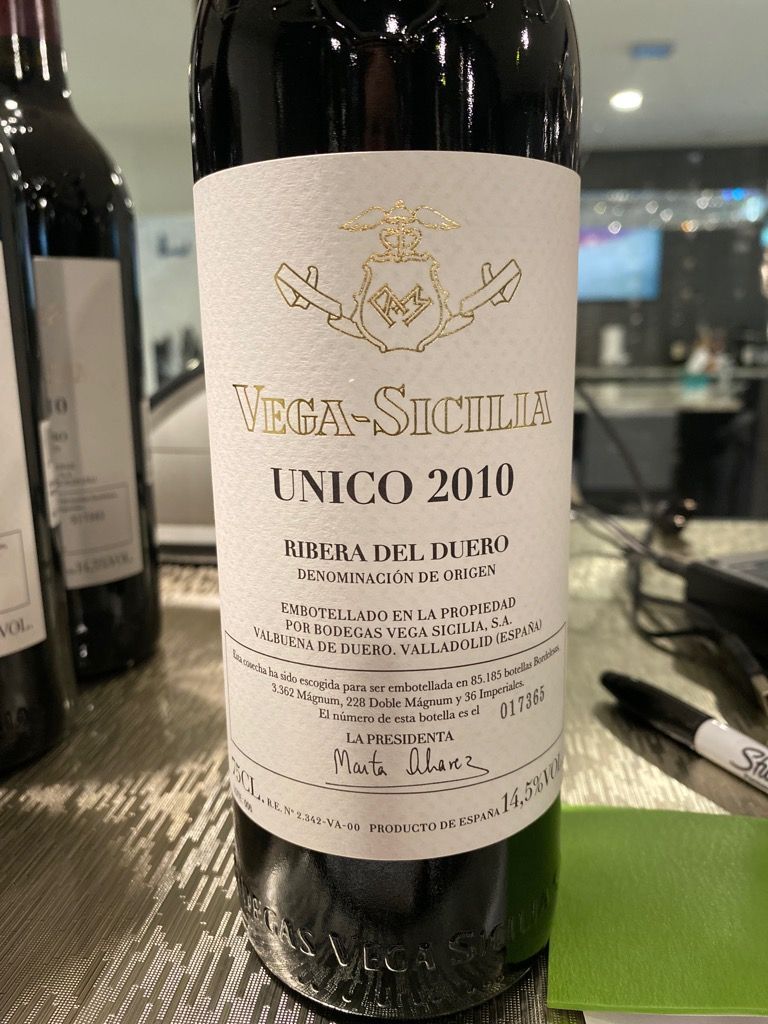 VEGA-SICILIA
UNICO 2010
RIBERA DEL DUERO
DENOMINACIÓN DE ORIGEN
EMBOTELLADO EN LA PROPIEDAD
POR BODEGAS VEGA SICILIA, S.A.
VALBUENA DE DUERO. VALLADOLID (ESPAÑA)
Esta cosecha ha sido escogida para ser embotellada en 85.185 botellas Bordelesas,
3.362 Mágnum, 228 Doble Mágnum y 36 Imperiales.
El número de esta botella es el 017365
LA PRESIDENTA
Marta Alvarez
75CL. R.E. Nº 2.342-VA-00 PRODUCTO DE ESPAÑA 14,5%VOL
BODEGAS VEGA SICILIA
10
VOL.
Sha